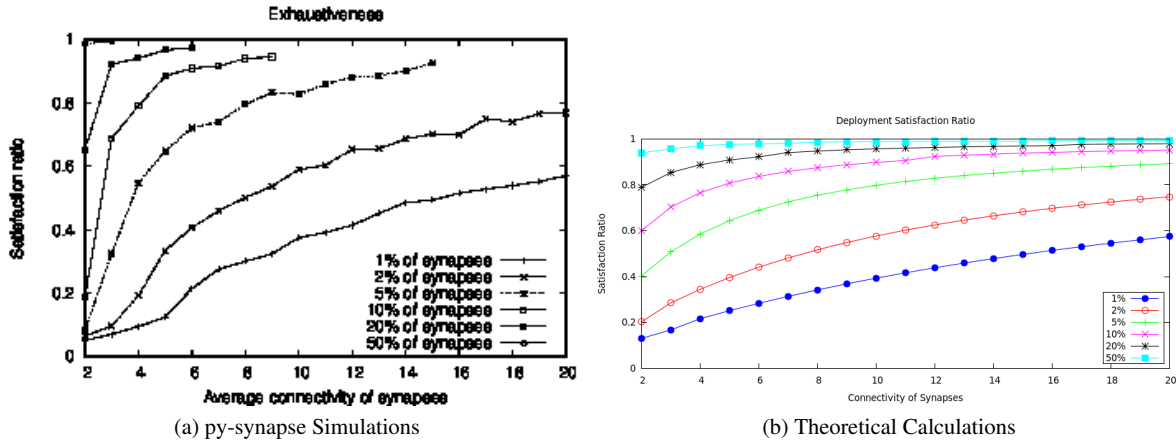 Exhaustiveness
1
0.8
0.6
0.4
0.2
0
Satisfaction ratio
1% of synapses
2% of synapses
5% of synapses
10% of synapses
20% of synapses
50% of synapses
2 4 6 8 10 12 14 16 18 20
Average connectivity of synapses
(a) py-synapse Simulations
Deployment Satisfaction Ratio
1
0.8
0.6
0.4
0.2
0
Satisfaction Ratio
1%
2%
5%
10%
20%
50%
2 4 6 8 10 12 14 16 18 20
Connectivity of Synapses
(b) Theoretical Calculations